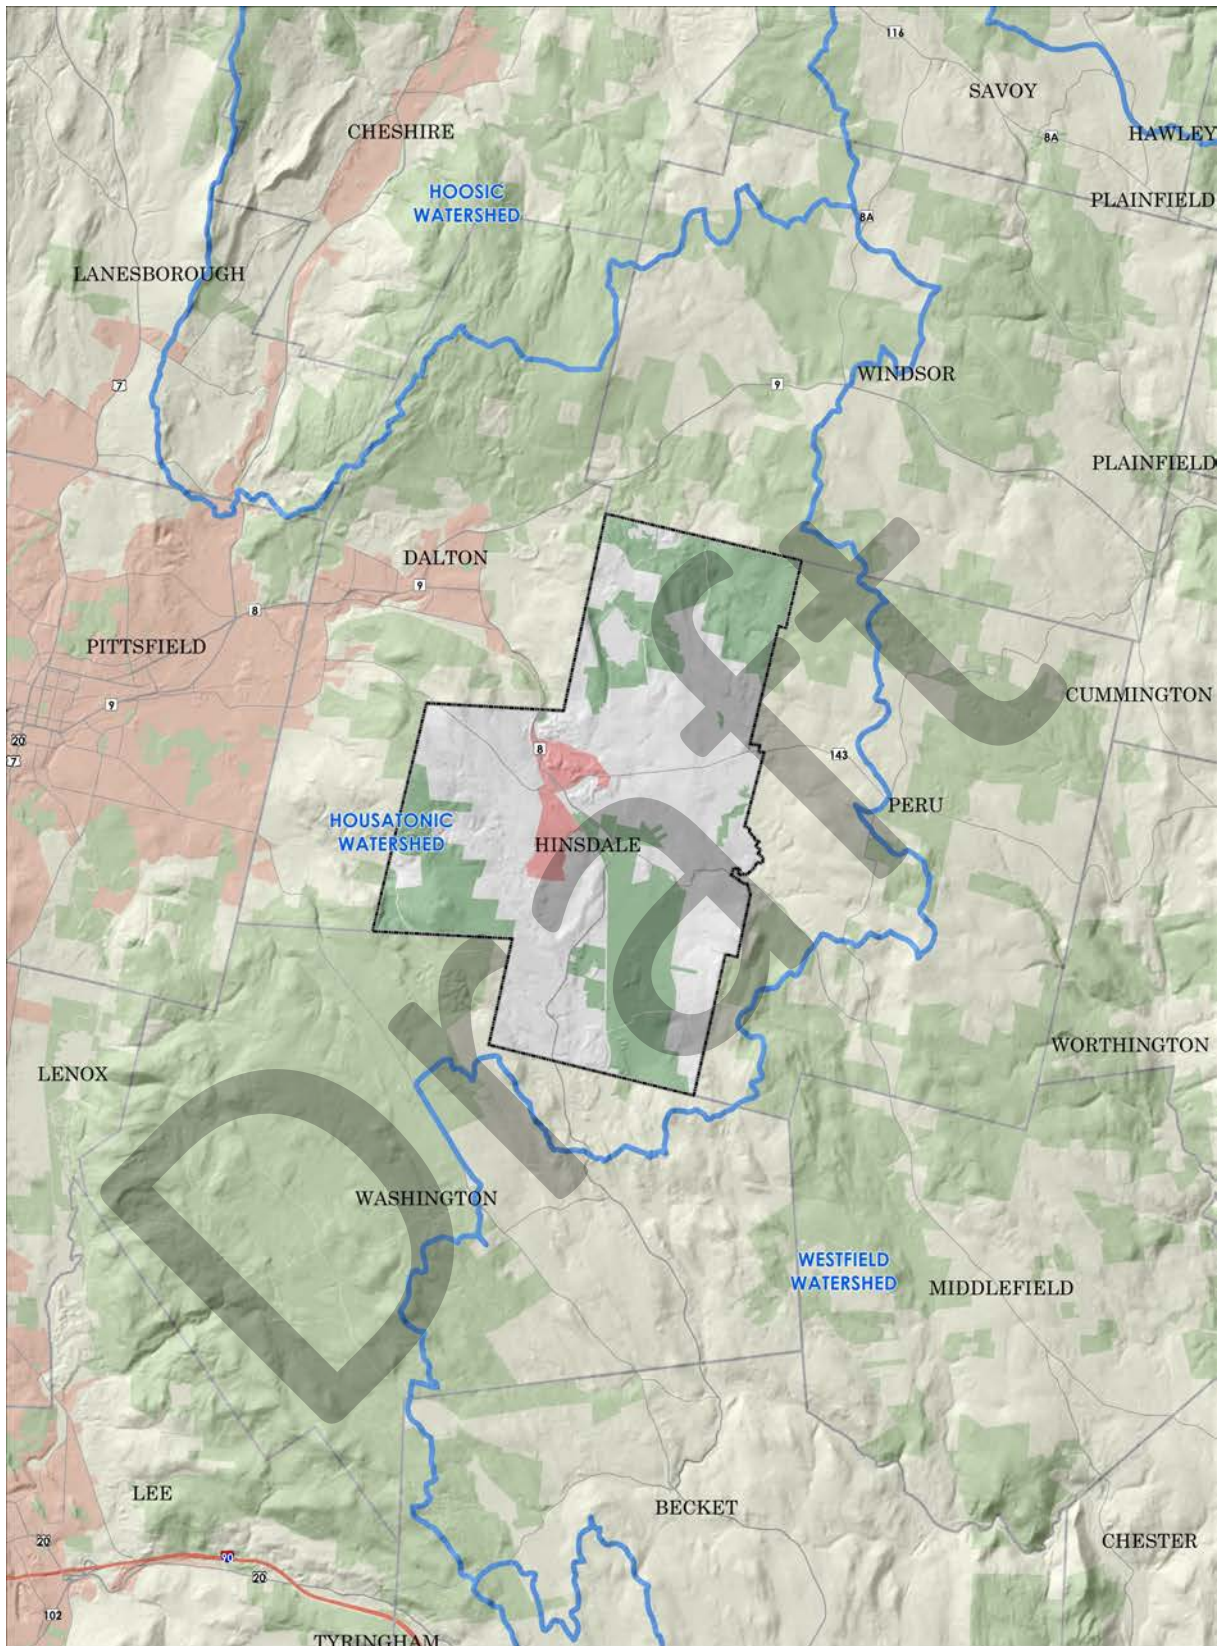 116
SAVOY
CHESHIRE
8A
HAWLEY
HOOSIC
WATERSHED
PLAINFIELD
8A
LANESBOROUGH
7
9
WINDSOR
PLAINFIELD
DALTON
9
8
PITTSFIELD
CUMMINGTON
9
20
7
8
143
PERU
HOUSATONIC
WATERSHED
HINSDALE
WORTHINGTON
LENOX
WASHINGTON
WESTFIELD
WATERSHED
MIDDLEFIELD
LEE
BECKET
20
CHESTER
90
20
102
TYRINGHAM
Draft